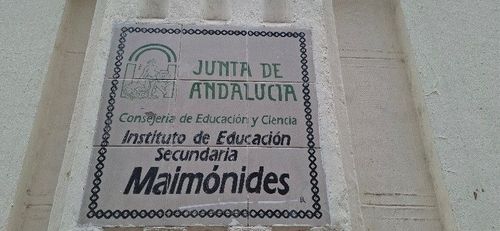 JUNTA DE
ANDALUCIA
Consejería de Educación y Ciencia
Instituto de Educación
Secundaria
Maimónides